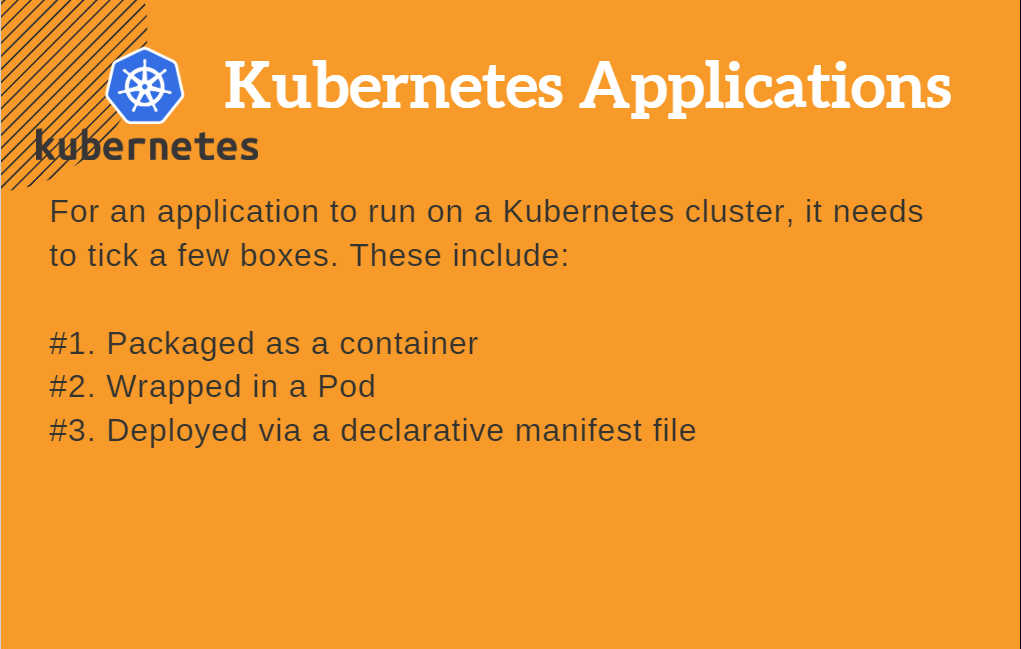 Kubernetes Applications
kubernetes
For an application to run on a Kubernetes cluster, it needs
to tick a few boxes. These include:
#1. Packaged as a container
#2. Wrapped in a Pod
#3. Deployed via a declarative manifest file